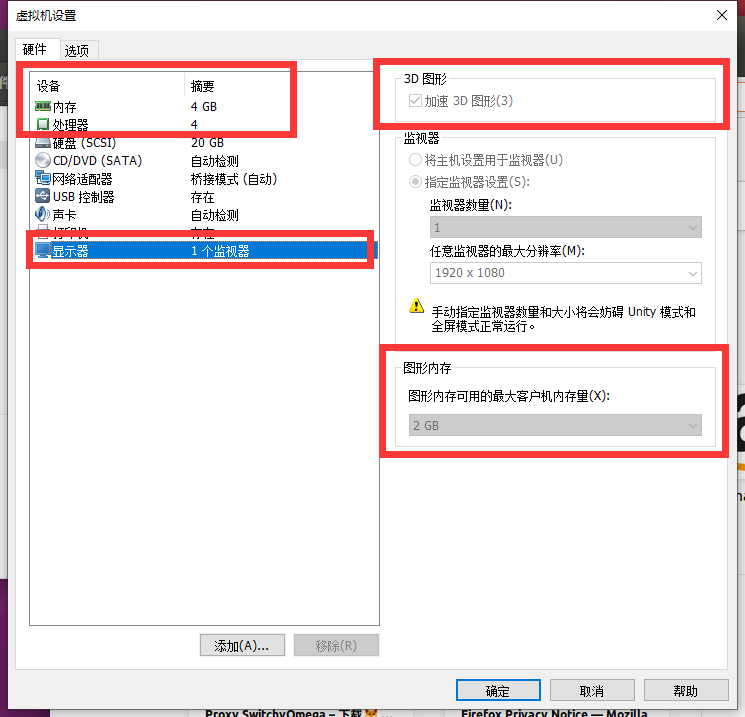 虚拟机设置
硬件 选项
设备 摘要
内存 4 GB
处理器 4
硬盘 (SCSI) 20 GB
CD/DVD (SATA) 自动检测
网络适配器 桥接模式 (自动)
USB 控制器 存在
声卡 自动检测
打印机 存在
显示器 1 个监视器
添加(A)... 移除(R)
3D 图形
加速 3D 图形(3)
监视器
将主机设置用于监视器(U)
指定监视器设置(S):
监视器数量(N):
1
任意监视器的最大分辨率(M):
1920 x 1080
手动指定监视器数量和大小将会妨碍 Unity 模式和
全屏模式正常运行。
图形内存
图形内存可用的最大客户机内存量(X):
2 GB
确定 取消 帮助
Proxy SwitchyOmega – 下载 ... Firefox Privacy Notice — Mozilla